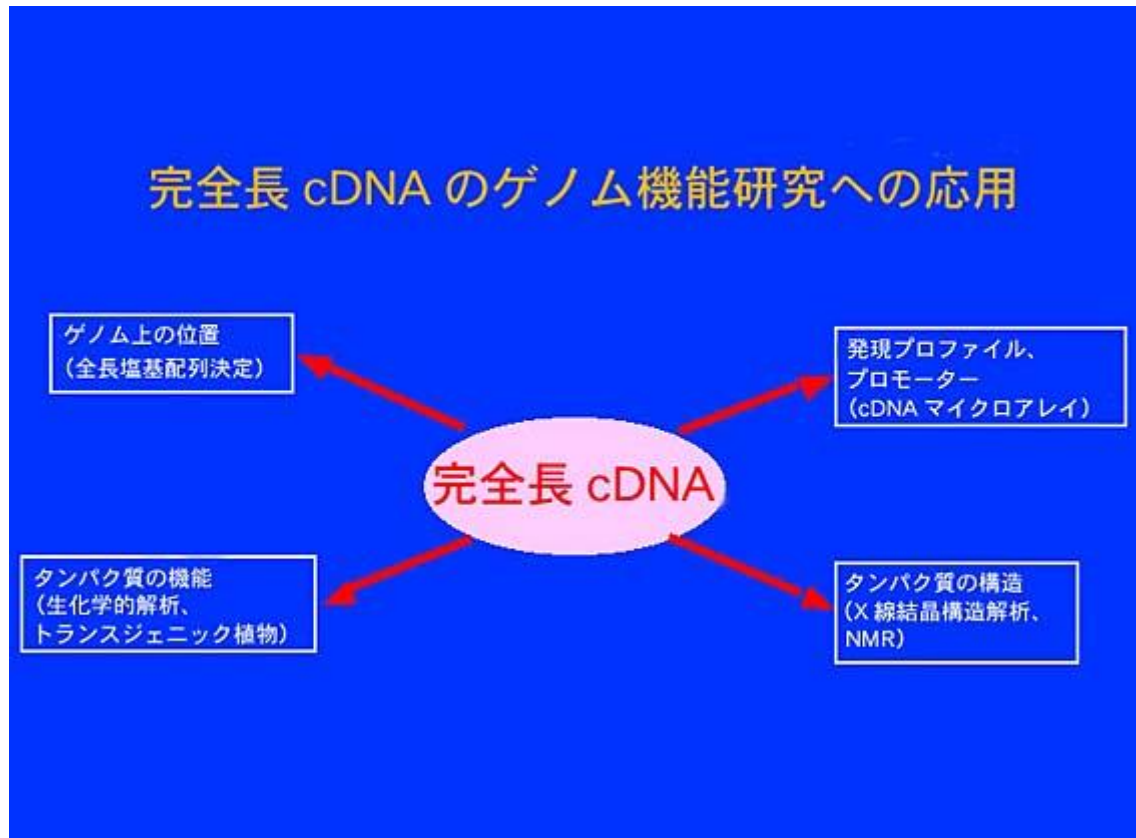 完全長 cDNA のゲノム機能研究への応用
ゲノム上の位置
（全長塩基配列決定）
発現プロファイル、
プロモーター
（cDNA マイクロアレイ）
完全長 cDNA
タンパク質の機能
（生化学的解析、
トランスジェニック植物）
タンパク質の構造
（X 線結晶構造解析、
NMR）